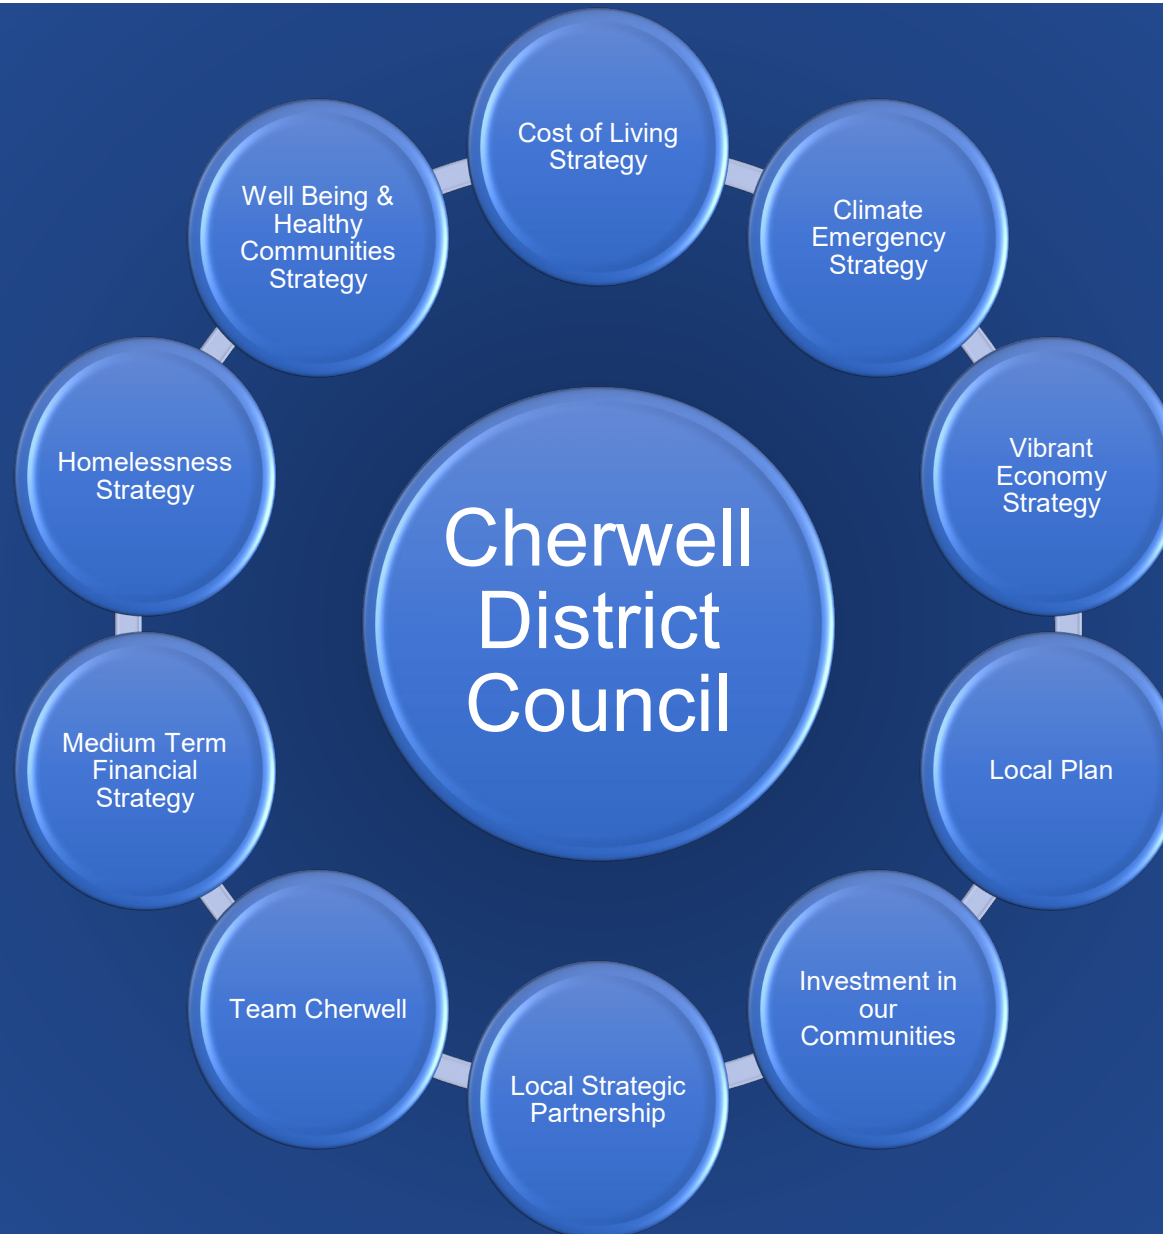 Cost of Living
Strategy
Climate
Emergency
Strategy
Vibrant
Economy
Strategy
Local Plan
Investment in
our
Communities
Local Strategic
Partnership
Team Cherwell
Medium Term
Financial
Strategy
Homelessness
Strategy
Well Being &
Healthy
Communities
Strategy
Cherwell
District
Council